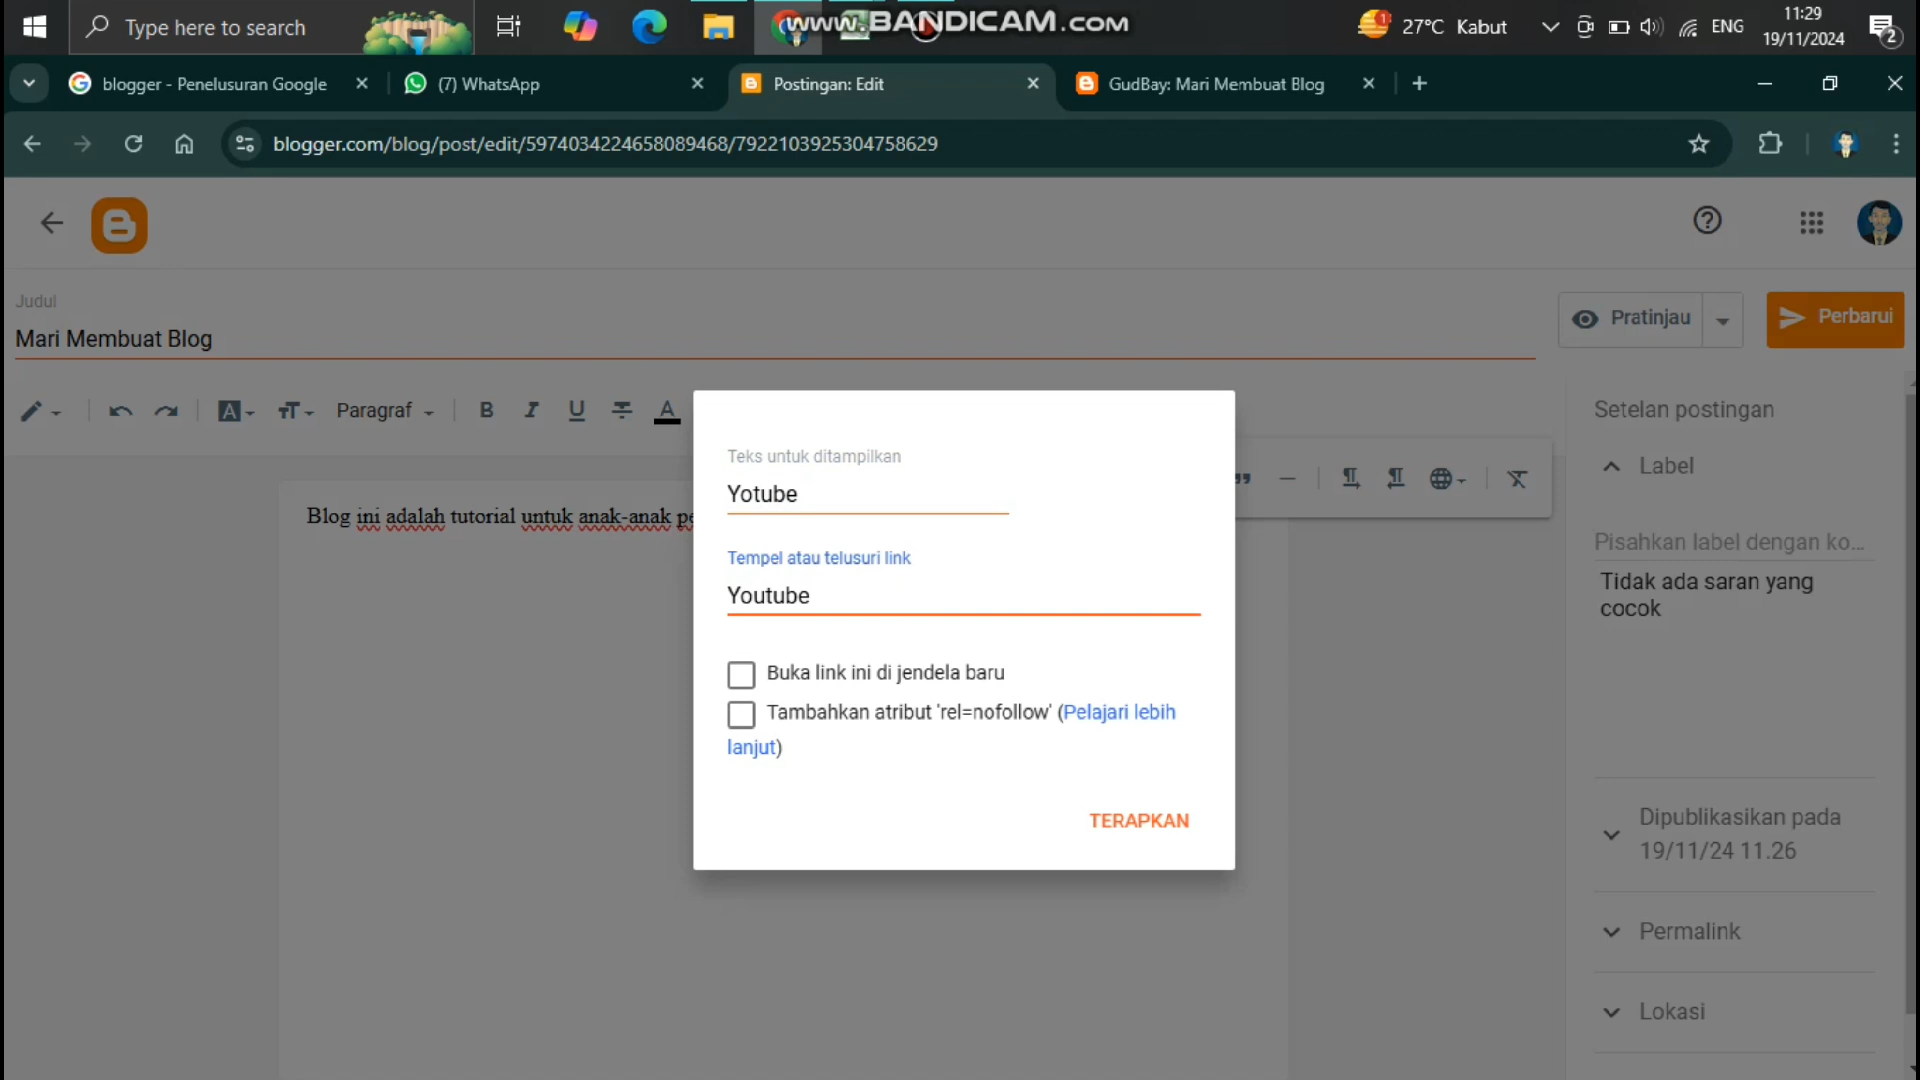 Type here to search
www.BANDICAM.com
1
27°C Kabut
ENG
11:29
19/11/2024
2
blogger - Penelusuran Google
(7) WhatsApp
Postingan: Edit
GudBay: Mari Membuat Blog
blogger.com/blog/post/edit/5974034224658089468/7922103925304758629
Judul
Mari Membuat Blog
Pratinjau
Perbarui
A
Paragraf
B I U A
Blog ini adalah tutorial untuk anak-anak pe
Teks untuk ditampilkan
Yotube
Tempel atau telusuri link
Youtube
Buka link ini di jendela baru
Tambahkan atribut 'rel=nofollow' (Pelajari lebih
lanjut)
TERAPKAN
Setelan postingan
Label
Pisahkan label dengan ko...
Tidak ada saran yang
cocok
Dipublikasikan pada
19/11/24 11.26
Permalink
Lokasi